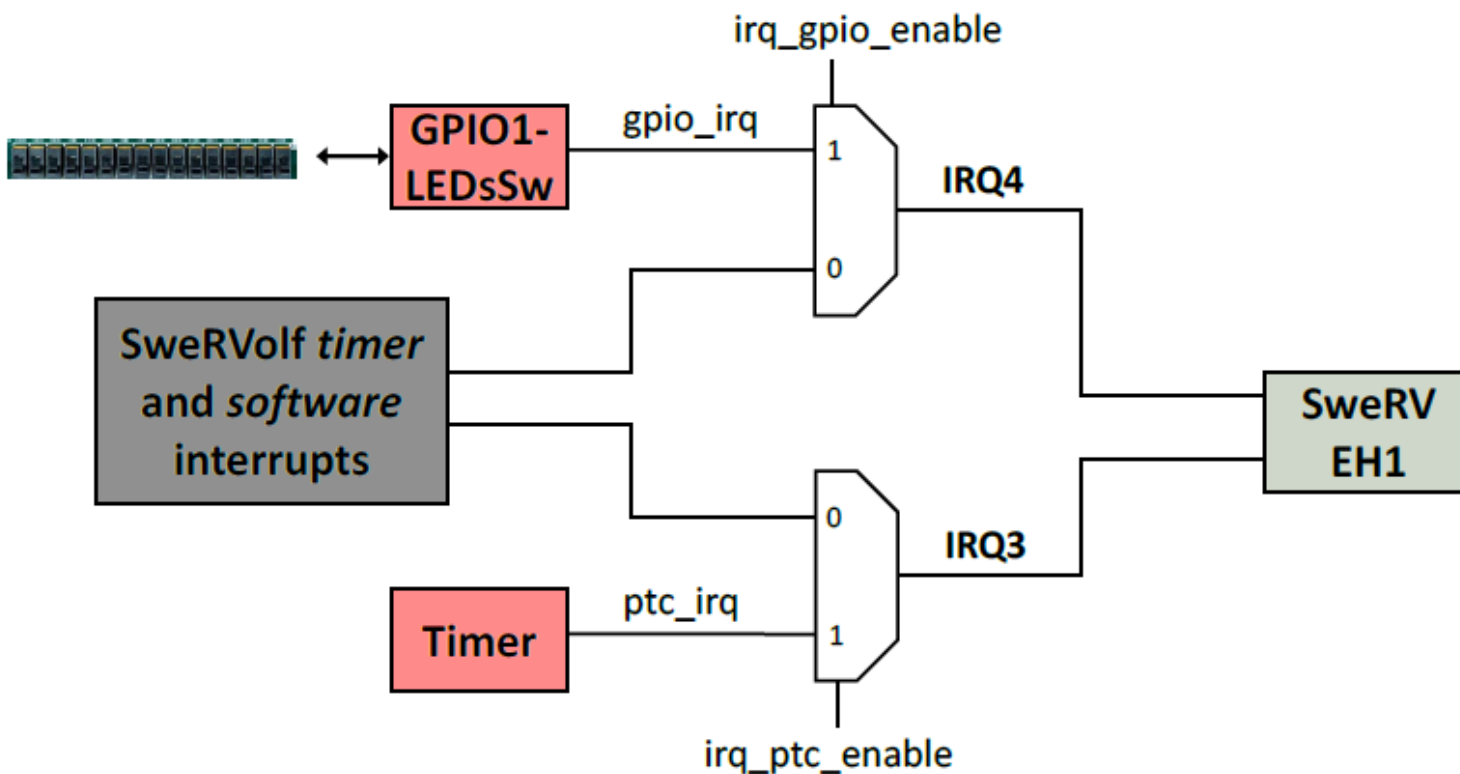 irq_gpio_enable
GPIO1-
LEDsSw
gpio_irq
1
IRQ4
0
SweRVolf timer
and software
interrupts
SweRV
EH1
0
IRQ3
Timer
ptc_irq
1
irq_ptc_enable